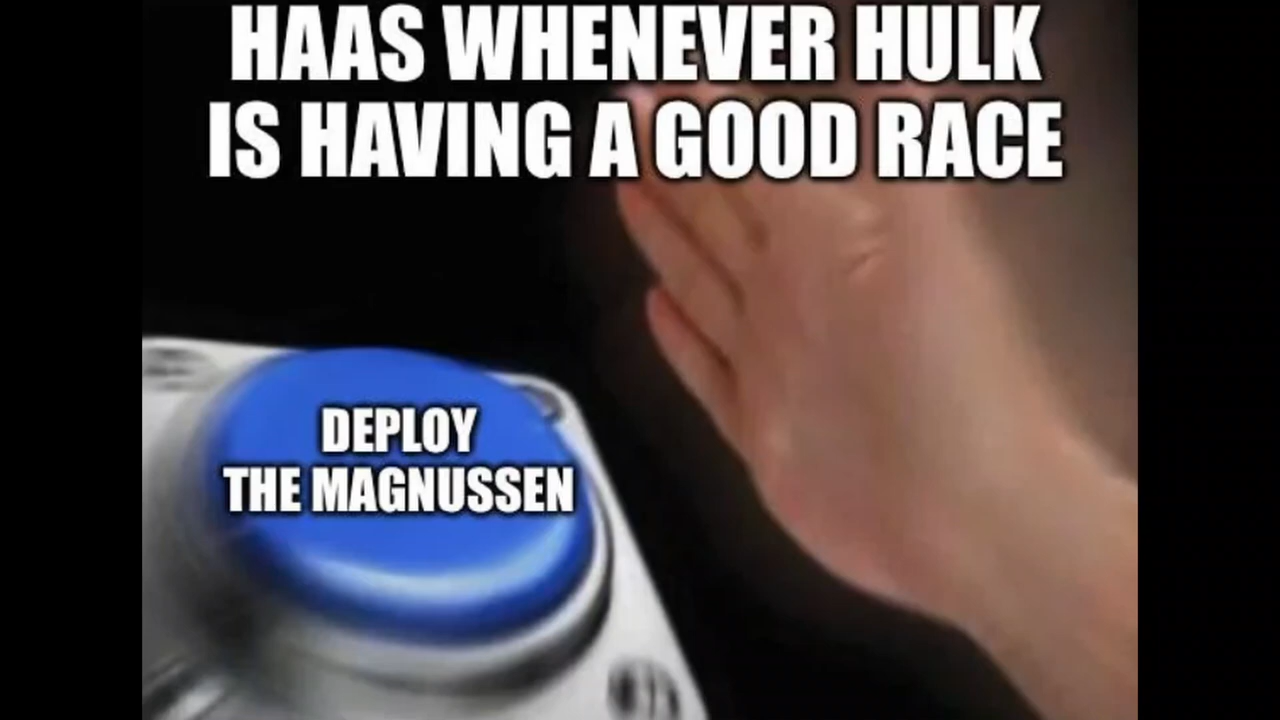 HAAS WHENEVER HULK
IS HAVING A GOOD RACE
DEPLOY
THE MAGNUSSEN